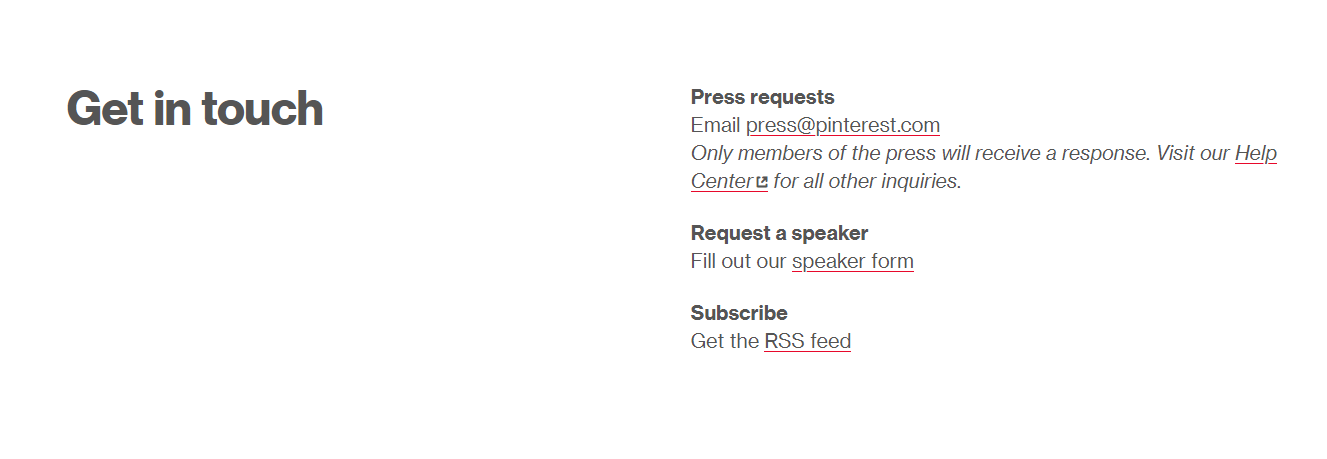 Get in touch
Press requests
Email press@pinterest.com
Only members of the press will receive a response. Visit our Help
Center for all other inquiries.
Request a speaker
Fill out our speaker form
Subscribe
Get the RSS feed